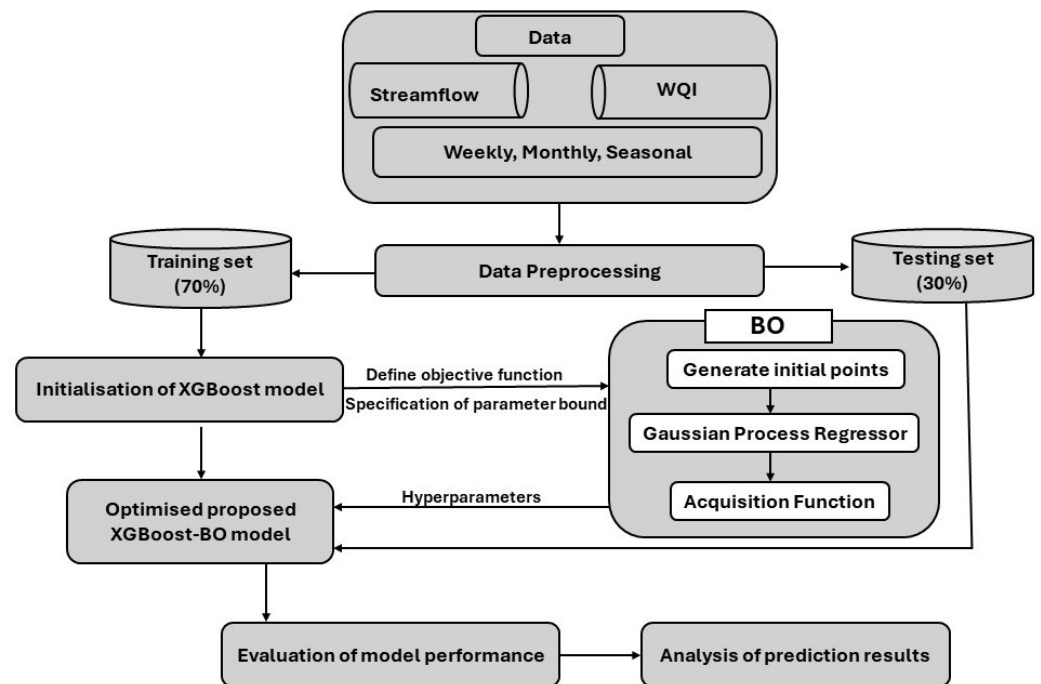 Data
Streamflow
WQI
Weekly, Monthly, Seasonal
Training set
(70%)
Data Preprocessing
Testing set
(30%)
BO
Initialisation of XGBoost model
Define objective function
Specification of parameter bound
Generate initial points
Gaussian Process Regressor
Acquisition Function
Hyperparameters
Optimised proposed
XGBoost-BO model
Evaluation of model performance
Analysis of prediction results